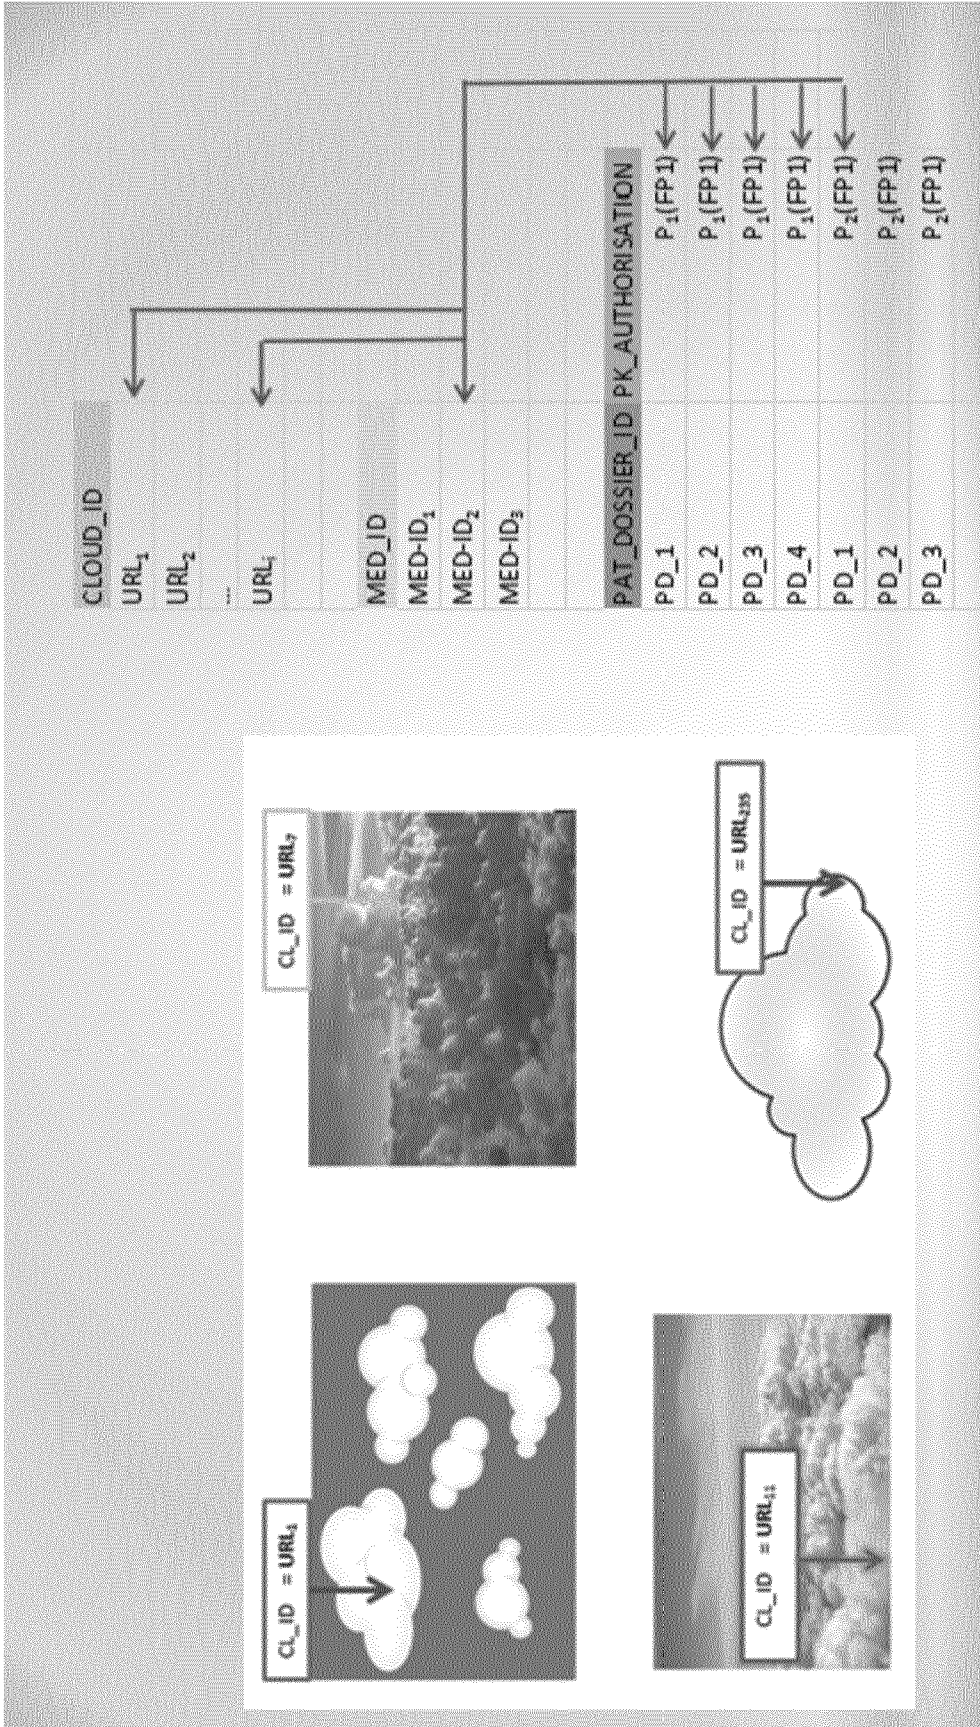 CL_ID = URL₁
CL_ID = URL₇
CL_ID = URL₁₁
CL_ID = URL₂₃₅
CLOUD_ID
URL₁
URL₂
...
URLᵢ
MED_ID
MED-ID₁
MED-ID₂
MED-ID₃
PAT_DOSSIER_ID PK_AUTHORISATION
PD_1 P₁(FP1)
PD_2 P₁(FP1)
PD_3 P₁(FP1)
PD_4 P₁(FP1)
PD_1 P₂(FP1)
PD_2 P₂(FP1)
PD_3 P₂(FP1)